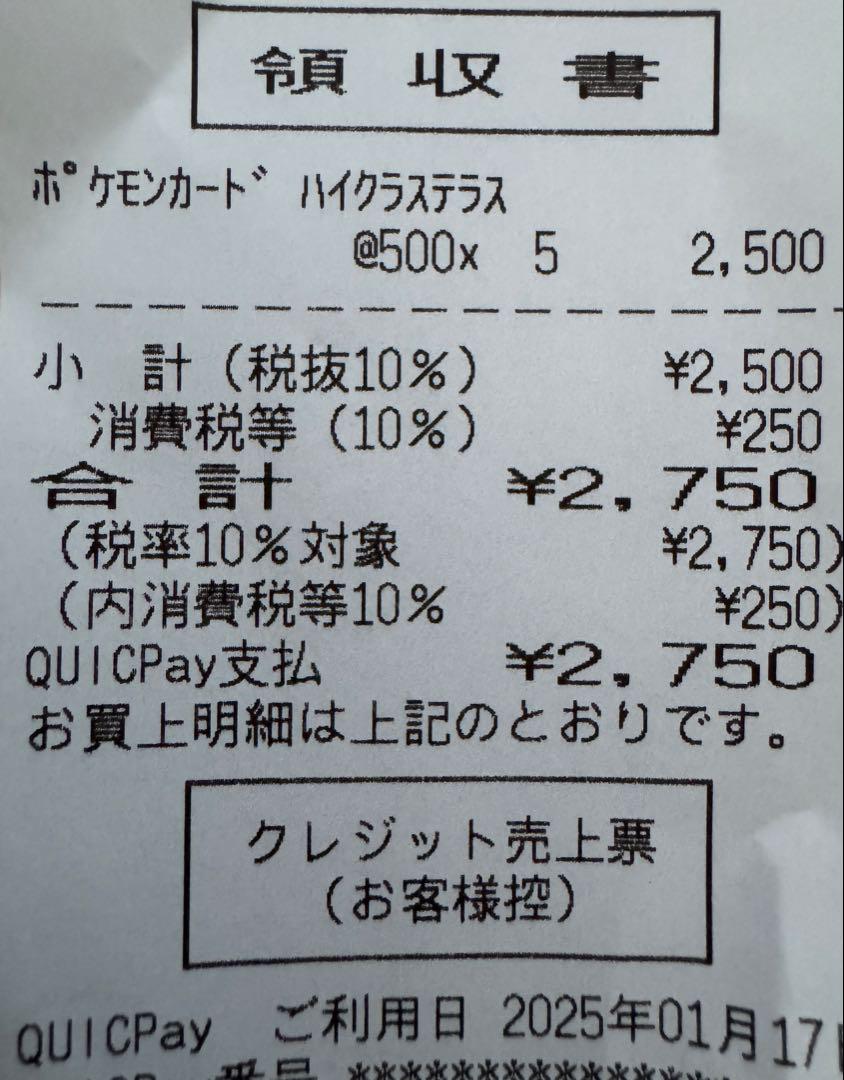 領収書
ﾎﾟｹﾓﾝｶｰﾄﾞ ﾊｲｸﾗｽﾃﾗｽ
@500x 5 2,500
小 計(税抜10%) ¥2,500
消費税等(10%) ¥250
合 計 ¥2,750
(税率10%対象 ¥2,750)
(内消費税等10% ¥250)
QUICPay支払 ¥2,750
お買上明細は上記のとおりです。
クレジット売上票
(お客様控)
QUICPay ご利用日 2025年01月17
番号 **************